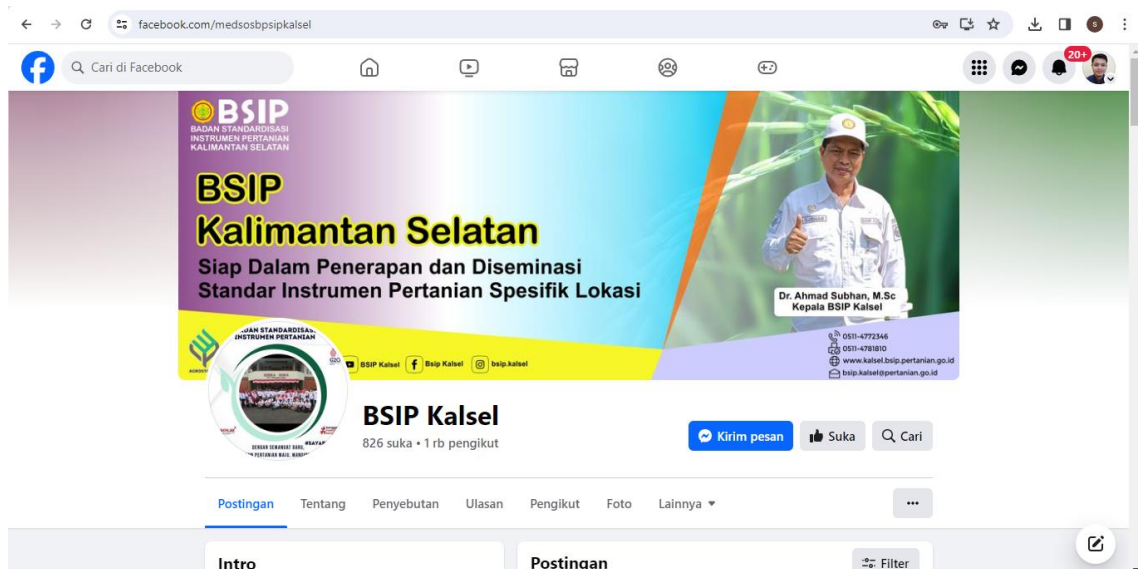 facebook.com/medsosbpsipkalsel
S
Cari di Facebook
20+
BSIP
BADAN STANDARDISASI
INSTRUMEN PERTANIAN
KALIMANTAN SELATAN
BSIP
Kalimantan Selatan
Siap Dalam Penerapan dan Diseminasi
Standar Instrumen Pertanian Spesifik Lokasi
Dr. Ahmad Subhan, M.Sc
Kepala BSIP Kalsel
0511-4772346
0511-4781810
www.kalsel.bsip.pertanian.go.id
bsip.kalsel@pertanian.go.id
BSIP Kalsel
Bsip Kalsel
bsip.kalsel
INSTRUMEN PERTANIAN
G20
DENGAN SEMANGAT BARU,
BSIP Kalsel
826 suka • 1 rb pengikut
Kirim pesan
Suka
Cari
Postingan
Tentang
Penyebutan
Ulasan
Pengikut
Foto
Lainnya
Intro
Postingan
Filter